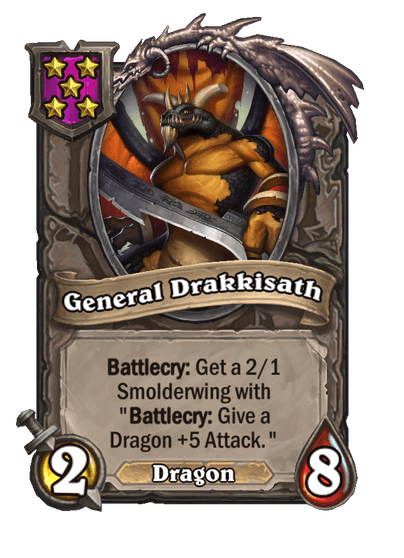 General Drakkisath
Battlecry: Get a 2/1
Smolderwing with
"Battlecry: Give a
Dragon +5 Attack. "
2
Dragon
8